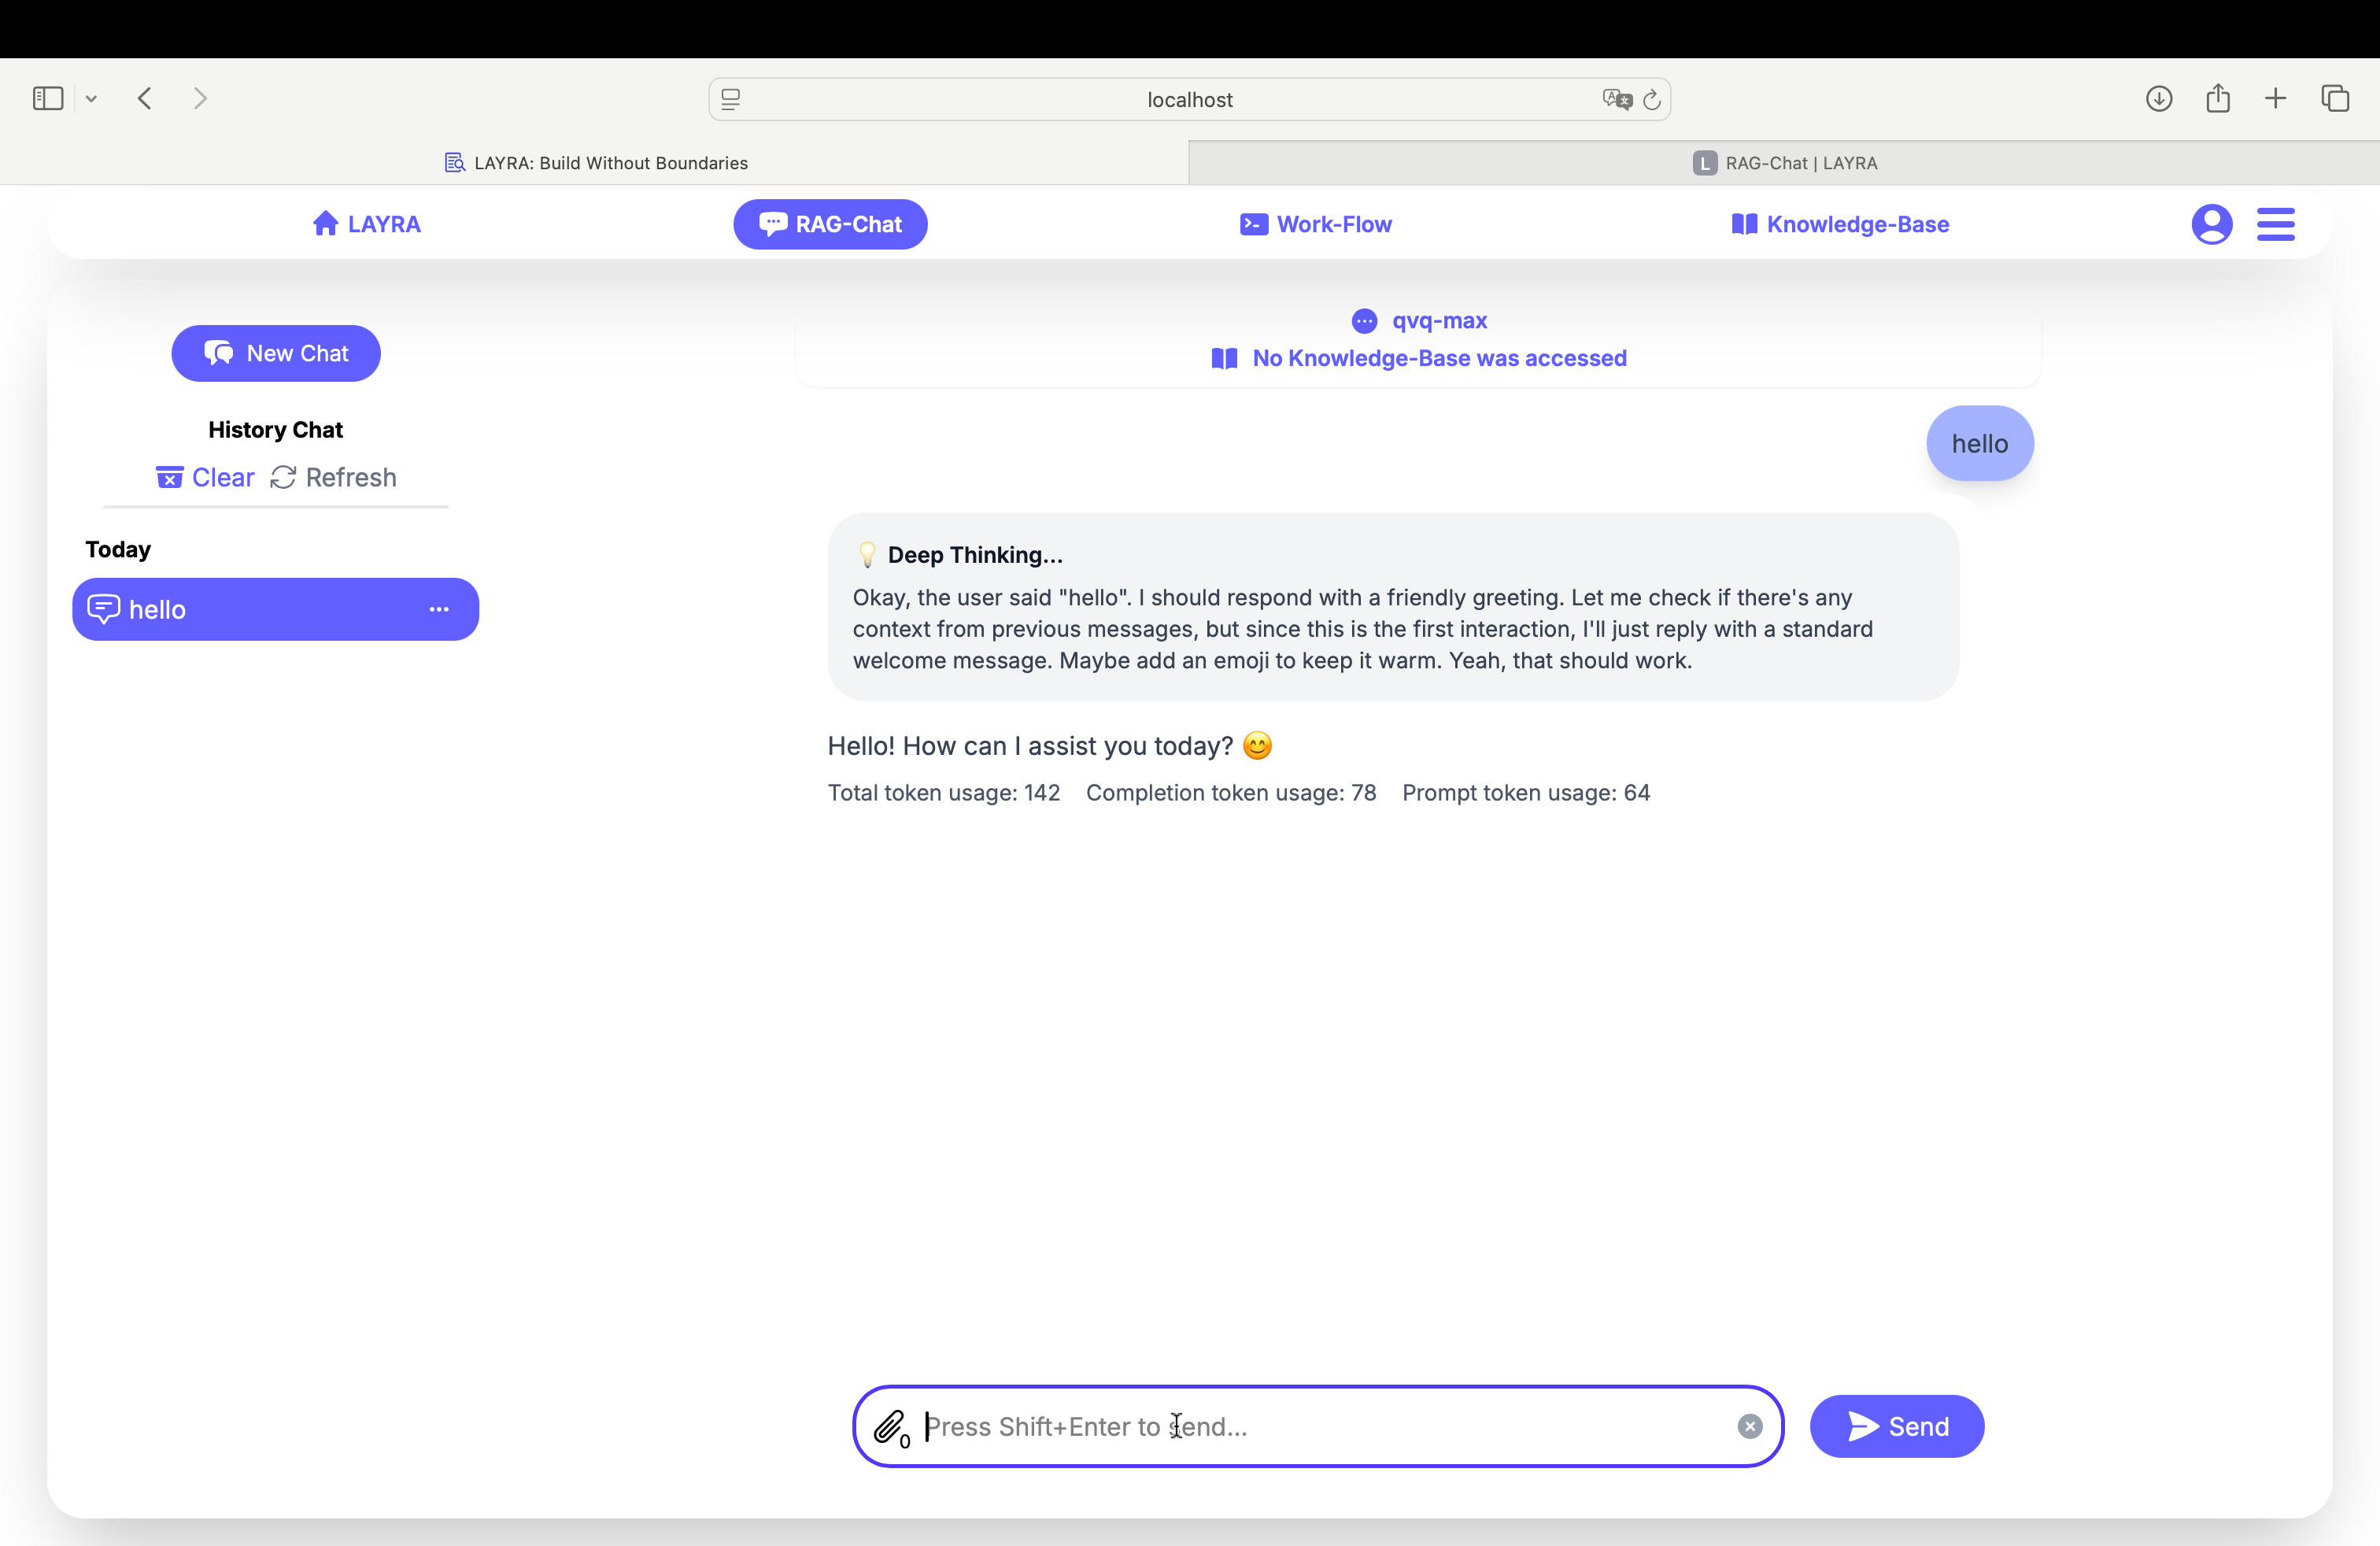 localhost
LAYRA: Build Without Boundaries
L RAG-Chat | LAYRA
LAYRA
RAG-Chat
Work-Flow
Knowledge-Base
New Chat
History Chat
Clear Refresh
Today
hello
qvq-max
No Knowledge-Base was accessed
hello
Deep Thinking...
Okay, the user said "hello". I should respond with a friendly greeting. Let me check if there's any
context from previous messages, but since this is the first interaction, I'll just reply with a standard
welcome message. Maybe add an emoji to keep it warm. Yeah, that should work.
Hello! How can I assist you today? 😊
Total token usage: 142 Completion token usage: 78 Prompt token usage: 64
0 Press Shift+Enter to send...
Send